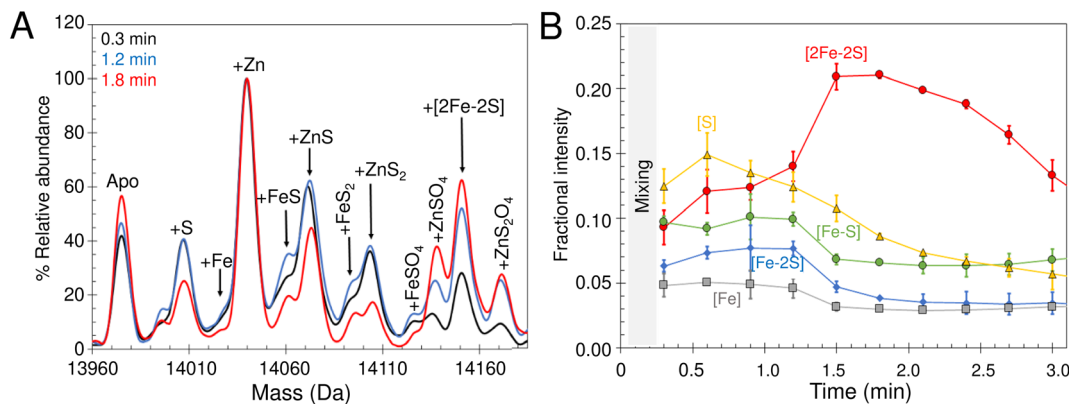 A
120
100
80
60
40
20
0
% Relative abundance
0.3 min
1.2 min
1.8 min
Apo
+S
+Fe
+Zn
+FeS
+ZnS
+FeS₂
+ZnS₂
+FeSO₄
+ZnSO₄
+[2Fe-2S]
+ZnS₂O₄
13960
14010
14060
14110
14160
Mass (Da)
B
0.25
0.20
0.15
0.10
0.05
0.00
Fractional intensity
Mixing
[2Fe-2S]
[S]
[Fe-S]
[Fe-2S]
[Fe]
0
0.5
1.0
1.5
2.0
2.5
3.0
Time (min)